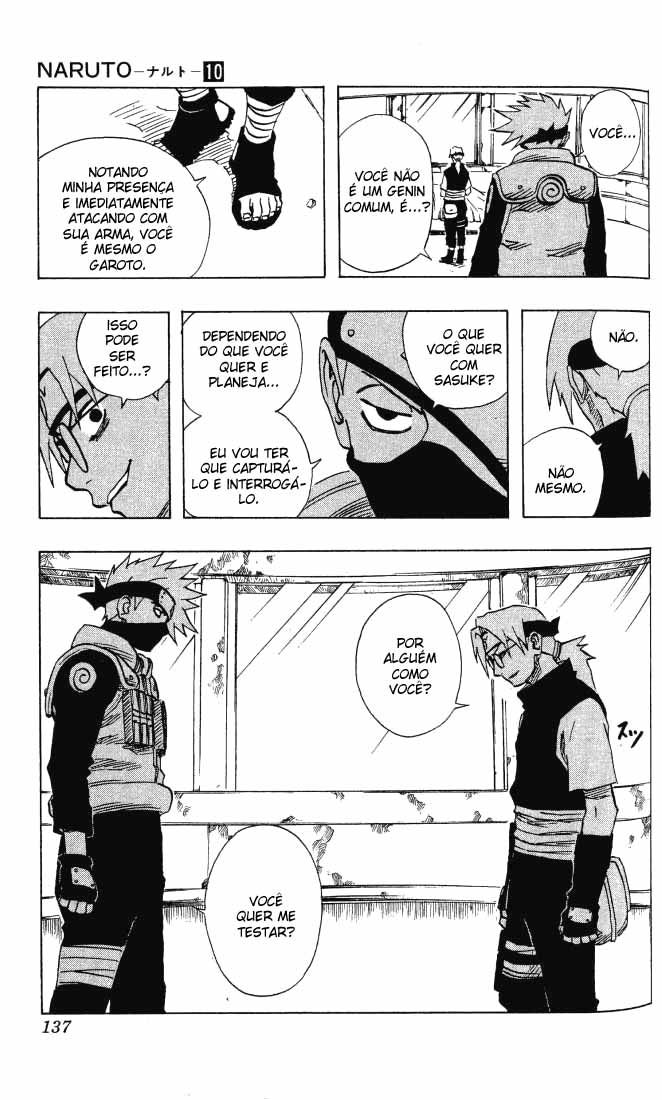 NARUTO—ナルト—10
VOCÊ...
VOCÊ NÃO
É UM GENIN
COMUM, É...?
NOTANDO
MINHA PRESENÇA
E IMEDIATAMENTE
ATACANDO COM
SUA ARMA, VOCÊ
É MESMO O
GAROTO.
NÃO.
NÃO
MESMO.
O QUE
VOCÊ QUER
COM
SASUKE?
DEPENDENDO
DO QUE VOCÊ
QUER E
PLANEJA...
EU VOU TER
QUE CAPTURÁ-
LO E INTERROGÁ-
LO.
ISSO
PODE
SER
FEITO...?
POR
ALGUÉM
COMO
VOCÊ?
スッ
VOCÊ
QUER ME
TESTAR?
137